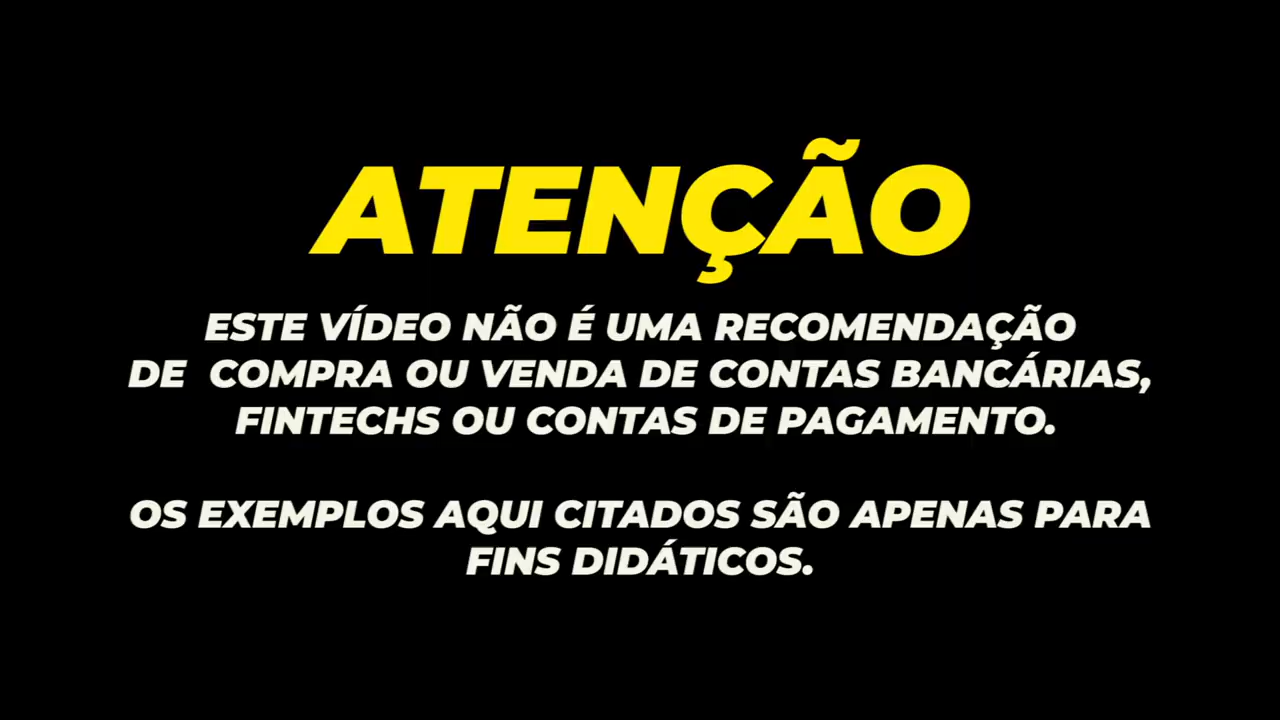 ATENÇÃO
ESTE VÍDEO NÃO É UMA RECOMENDAÇÃO
DE COMPRA OU VENDA DE CONTAS BANCÁRIAS,
FINTECHS OU CONTAS DE PAGAMENTO.
OS EXEMPLOS AQUI CITADOS SÃO APENAS PARA
FINS DIDÁTICOS.